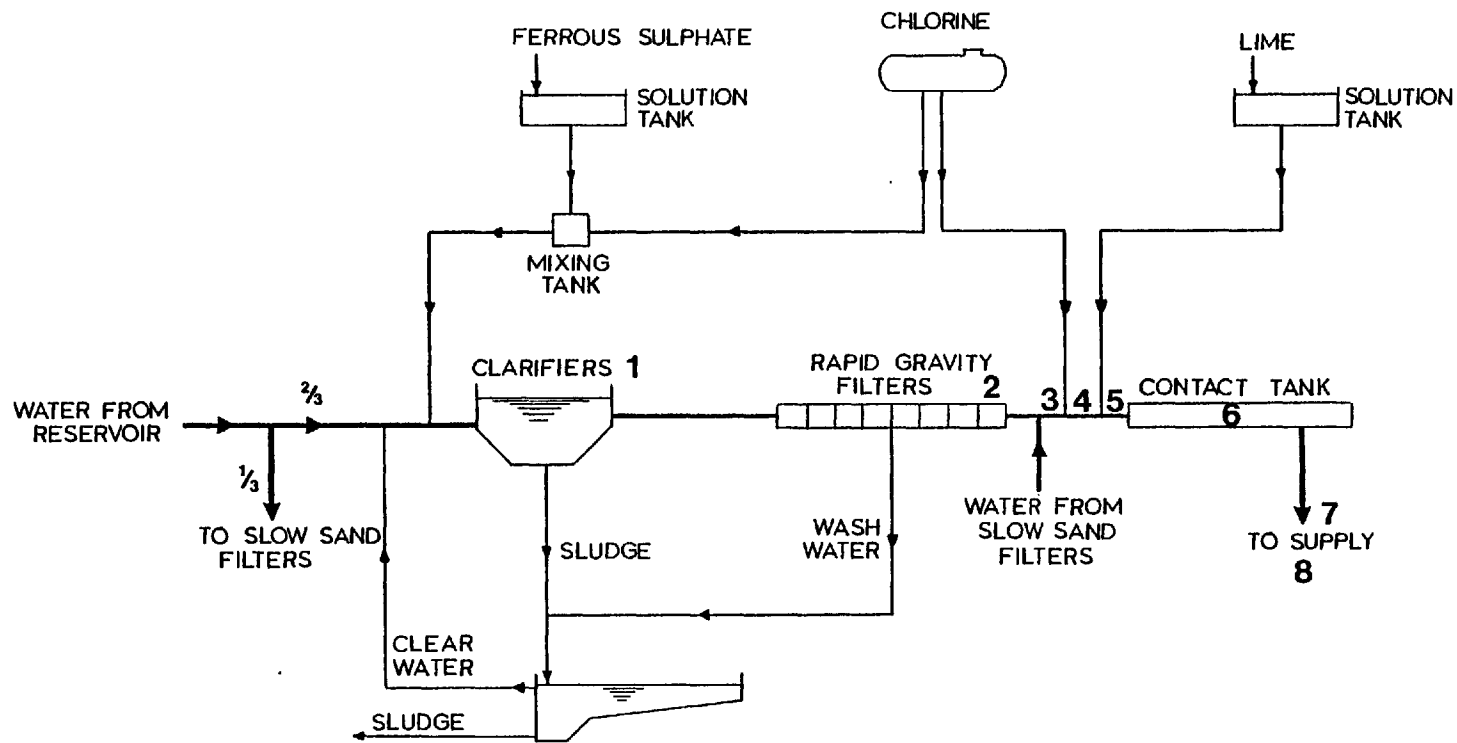 CHLORINE
FERROUS SULPHATE
LIME
SOLUTION
TANK
SOLUTION
TANK
MIXING
TANK
CLARIFIERS 1
RAPID GRAVITY
FILTERS 2
3 4 5
CONTACT TANK
6
WATER FROM
RESERVOIR
⅔
⅓
TO SLOW SAND
FILTERS
SLUDGE
WASH
WATER
WATER FROM
SLOW SAND
FILTERS
7
TO SUPPLY
8
CLEAR
WATER
SLUDGE